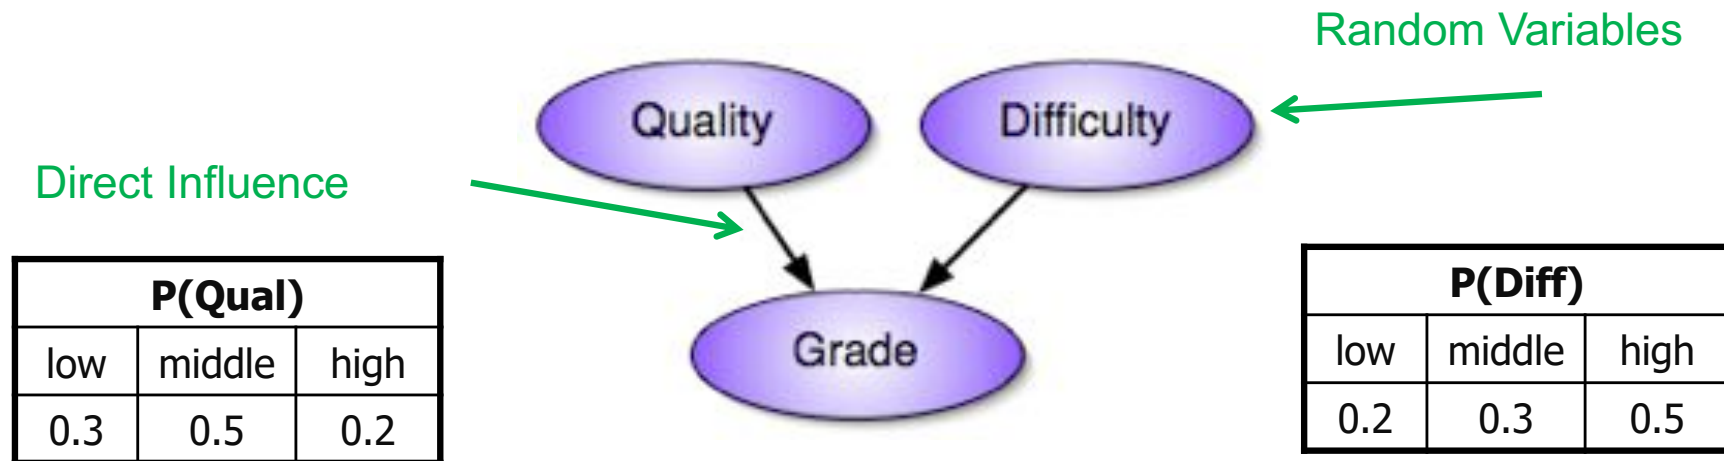 Random Variables
Quality
Difficulty
Direct Influence
Grade
P(Qual)
low middle high
0.3 0.5 0.2
P(Diff)
low middle high
0.2 0.3 0.5